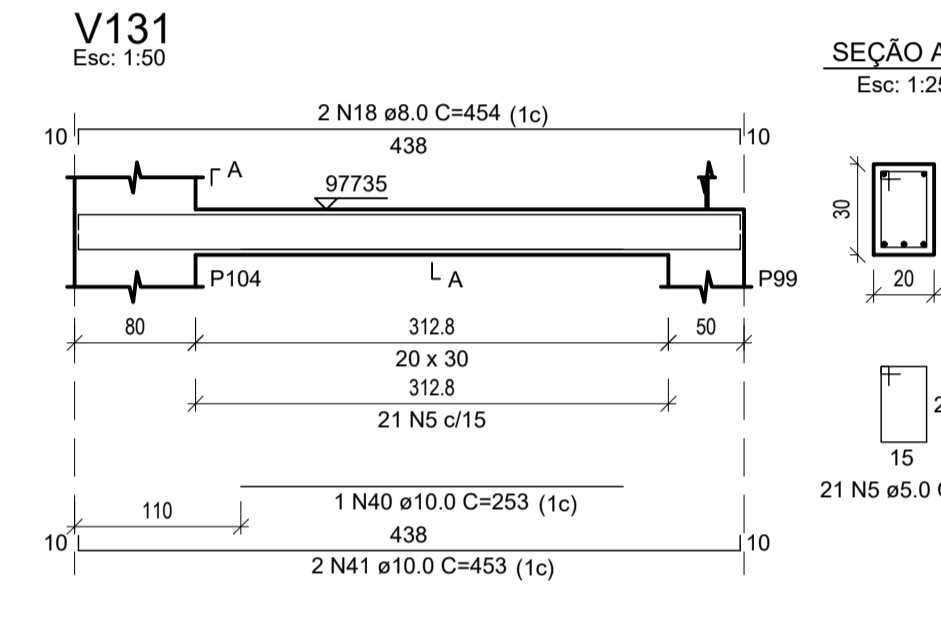 V131
Esc: 1:50
SEÇÃO A
Esc: 1:25
2 N18 ø8.0 C=454 (1c)
10 10
438
A
97735
30
P104 A P99
20
80 312.8 50
20 x 30
312.8
21 N5 c/15
2
15
1 N40 ø10.0 C=253 (1c)
21 N5 ø5.0 C
110
438
10 10
2 N41 ø10.0 C=453 (1c)